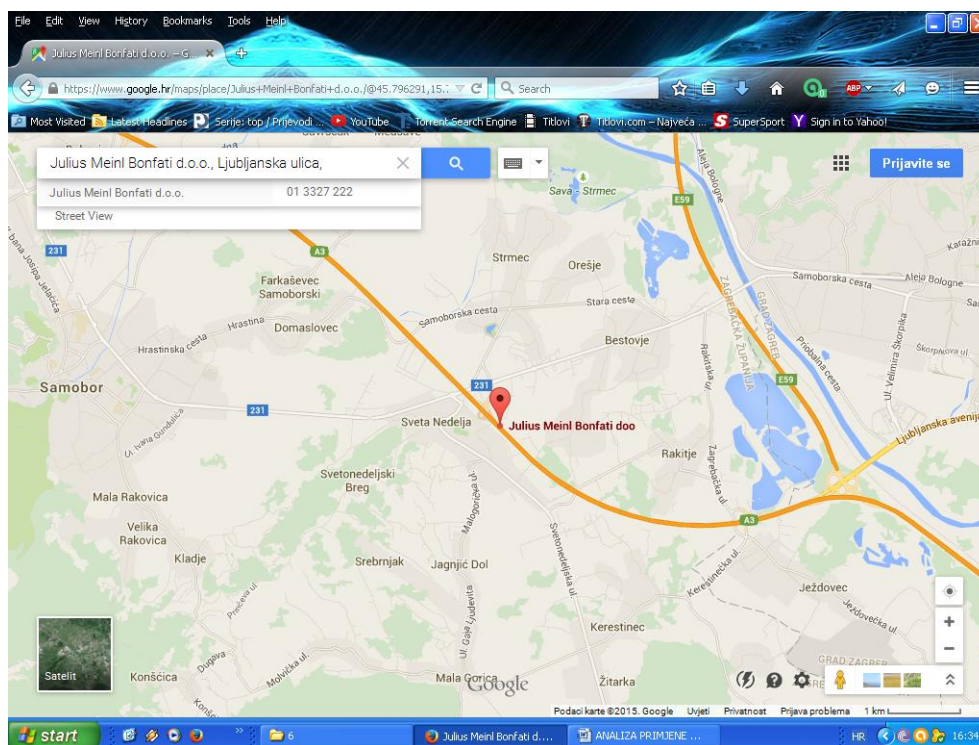 File Edit View History Bookmarks Tools Help
Julius Meinl Bonfati d.o.o. – G...
https://www.google.hr/maps/place/Julius+Meinl+Bonfati+d.o.o./@45.796291,15.
Search
ABP
Most Visited Latest Headlines Serije: top / Prijevodi ... YouTube Torrent Search Engine Titlovi Titlovi.com – Najveća ... SuperSport Sign in to Yahoo!
Julius Meinl Bonfati d.o.o., Ljubljanska ulica,
Prijavite se
Julius Meinl Bonfati d.o.o. 01 3327 222
Street View
Sava - Strmec
Aleja Bologne
E59
231
A3
Strmec
Orešje
Farkaševec
Samoborski
Samoborska cesta
Aleja Bologne
Stara cesta
ZAGREBAČKA ŽUPANIJA
GRAD ZAGREB
Hrastina
Domaslovec
Samoborska cesta
Hrastinska cesta
Bestovje
Rakitska ul.
Priobalna cesta
Ul. Velimira Škorpika
Škorpikova ul.
Samobor
231
E59
231
Sveta Nedelja
Julius Meinl Bonfati doo
Ljubljanska avenija
Ul. Ivana Gundulića
Rakitje
Zagrebačka ul.
Svetonedeljski
Breg
Malogorička ul.
Mala Rakovica
A3
Velika
Rakovica
Svetonedeljska ul.
Kladje
Srebrnjak
Jagnjić Dol
Kerestinečka ul.
Ježdovec
Ježdovečka ul.
Ul. Gaja Ljudevita
Kerestinec
Satelit
Konšćica
Dugava
Molvička ul.
Mala Gorica
Google
Žitarka
GRAD ZAGREB
Podaci karte ©2015. Google Uvjeti Privatnost Prijava problema 1 km
start
6
Julius Meinl Bonfati d....
ANALIZA PRIMJENE ...
HR
16:34